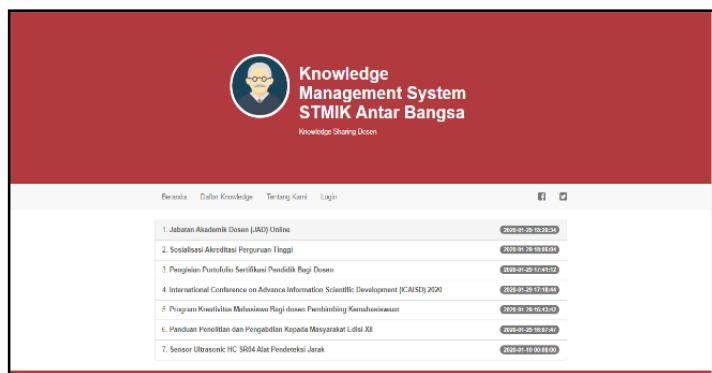 Knowledge
Management System
STMIK Antar Bangsa
Knowledge Sharing Dosen
Beranda Daftar Knowledge Tentang Kami Login
1. Jabatan Akademik Dosen (JAD) Online
2. Sosialisasi Akreditasi Perguruan Tinggi
3. Pengisian Portofolio Sertifikasi Pendidik Bagi Dosen
4. International Conference on Advance Information Scientific Development (ICAISD) 2020
5. Program Kreativitas Mahasiswa Bagi dosen Pembimbing Kemahasiswaan
6. Panduan Penelitian dan Pengabdian Kepada Masyarakat Edisi XII
7. Sensor Ultrasonic HC SR04 Alat Pendeteksi Jarak